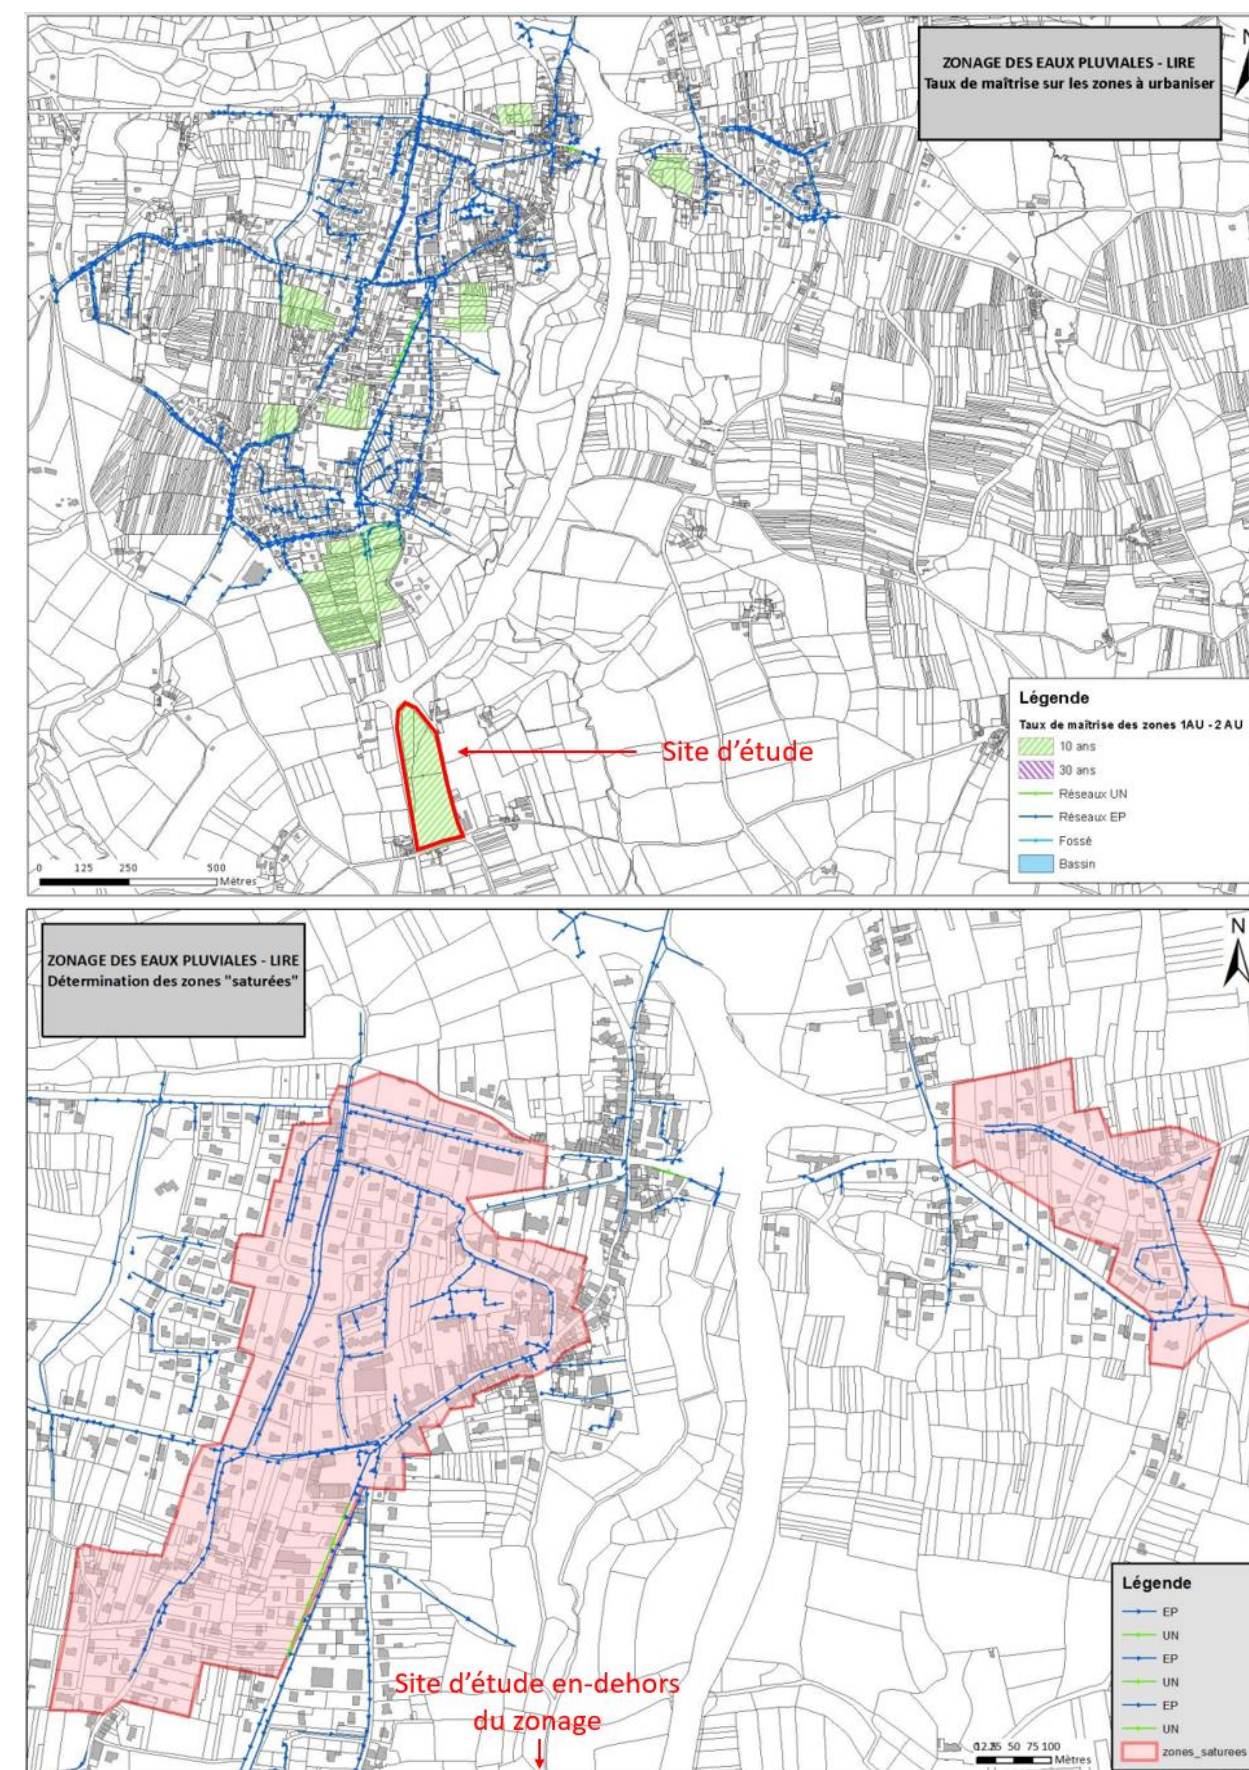 ZONAGE DES EAUX PLUVIALES - LIRE
Taux de maîtrise sur les zones à urbaniser
N
Site d'étude
Légende
Taux de maîtrise des zones 1AU - 2 AU
10 ans
30 ans
Réseaux UN
Réseaux EP
Fossé
Bassin
0 125 250 500
Mètres
ZONAGE DES EAUX PLUVIALES - LIRE
Détermination des zones "saturées"
N
Site d'étude en-dehors
du zonage
Légende
EP
UN
EP
UN
EP
UN
zones_saturees
50 75 100
Mètres